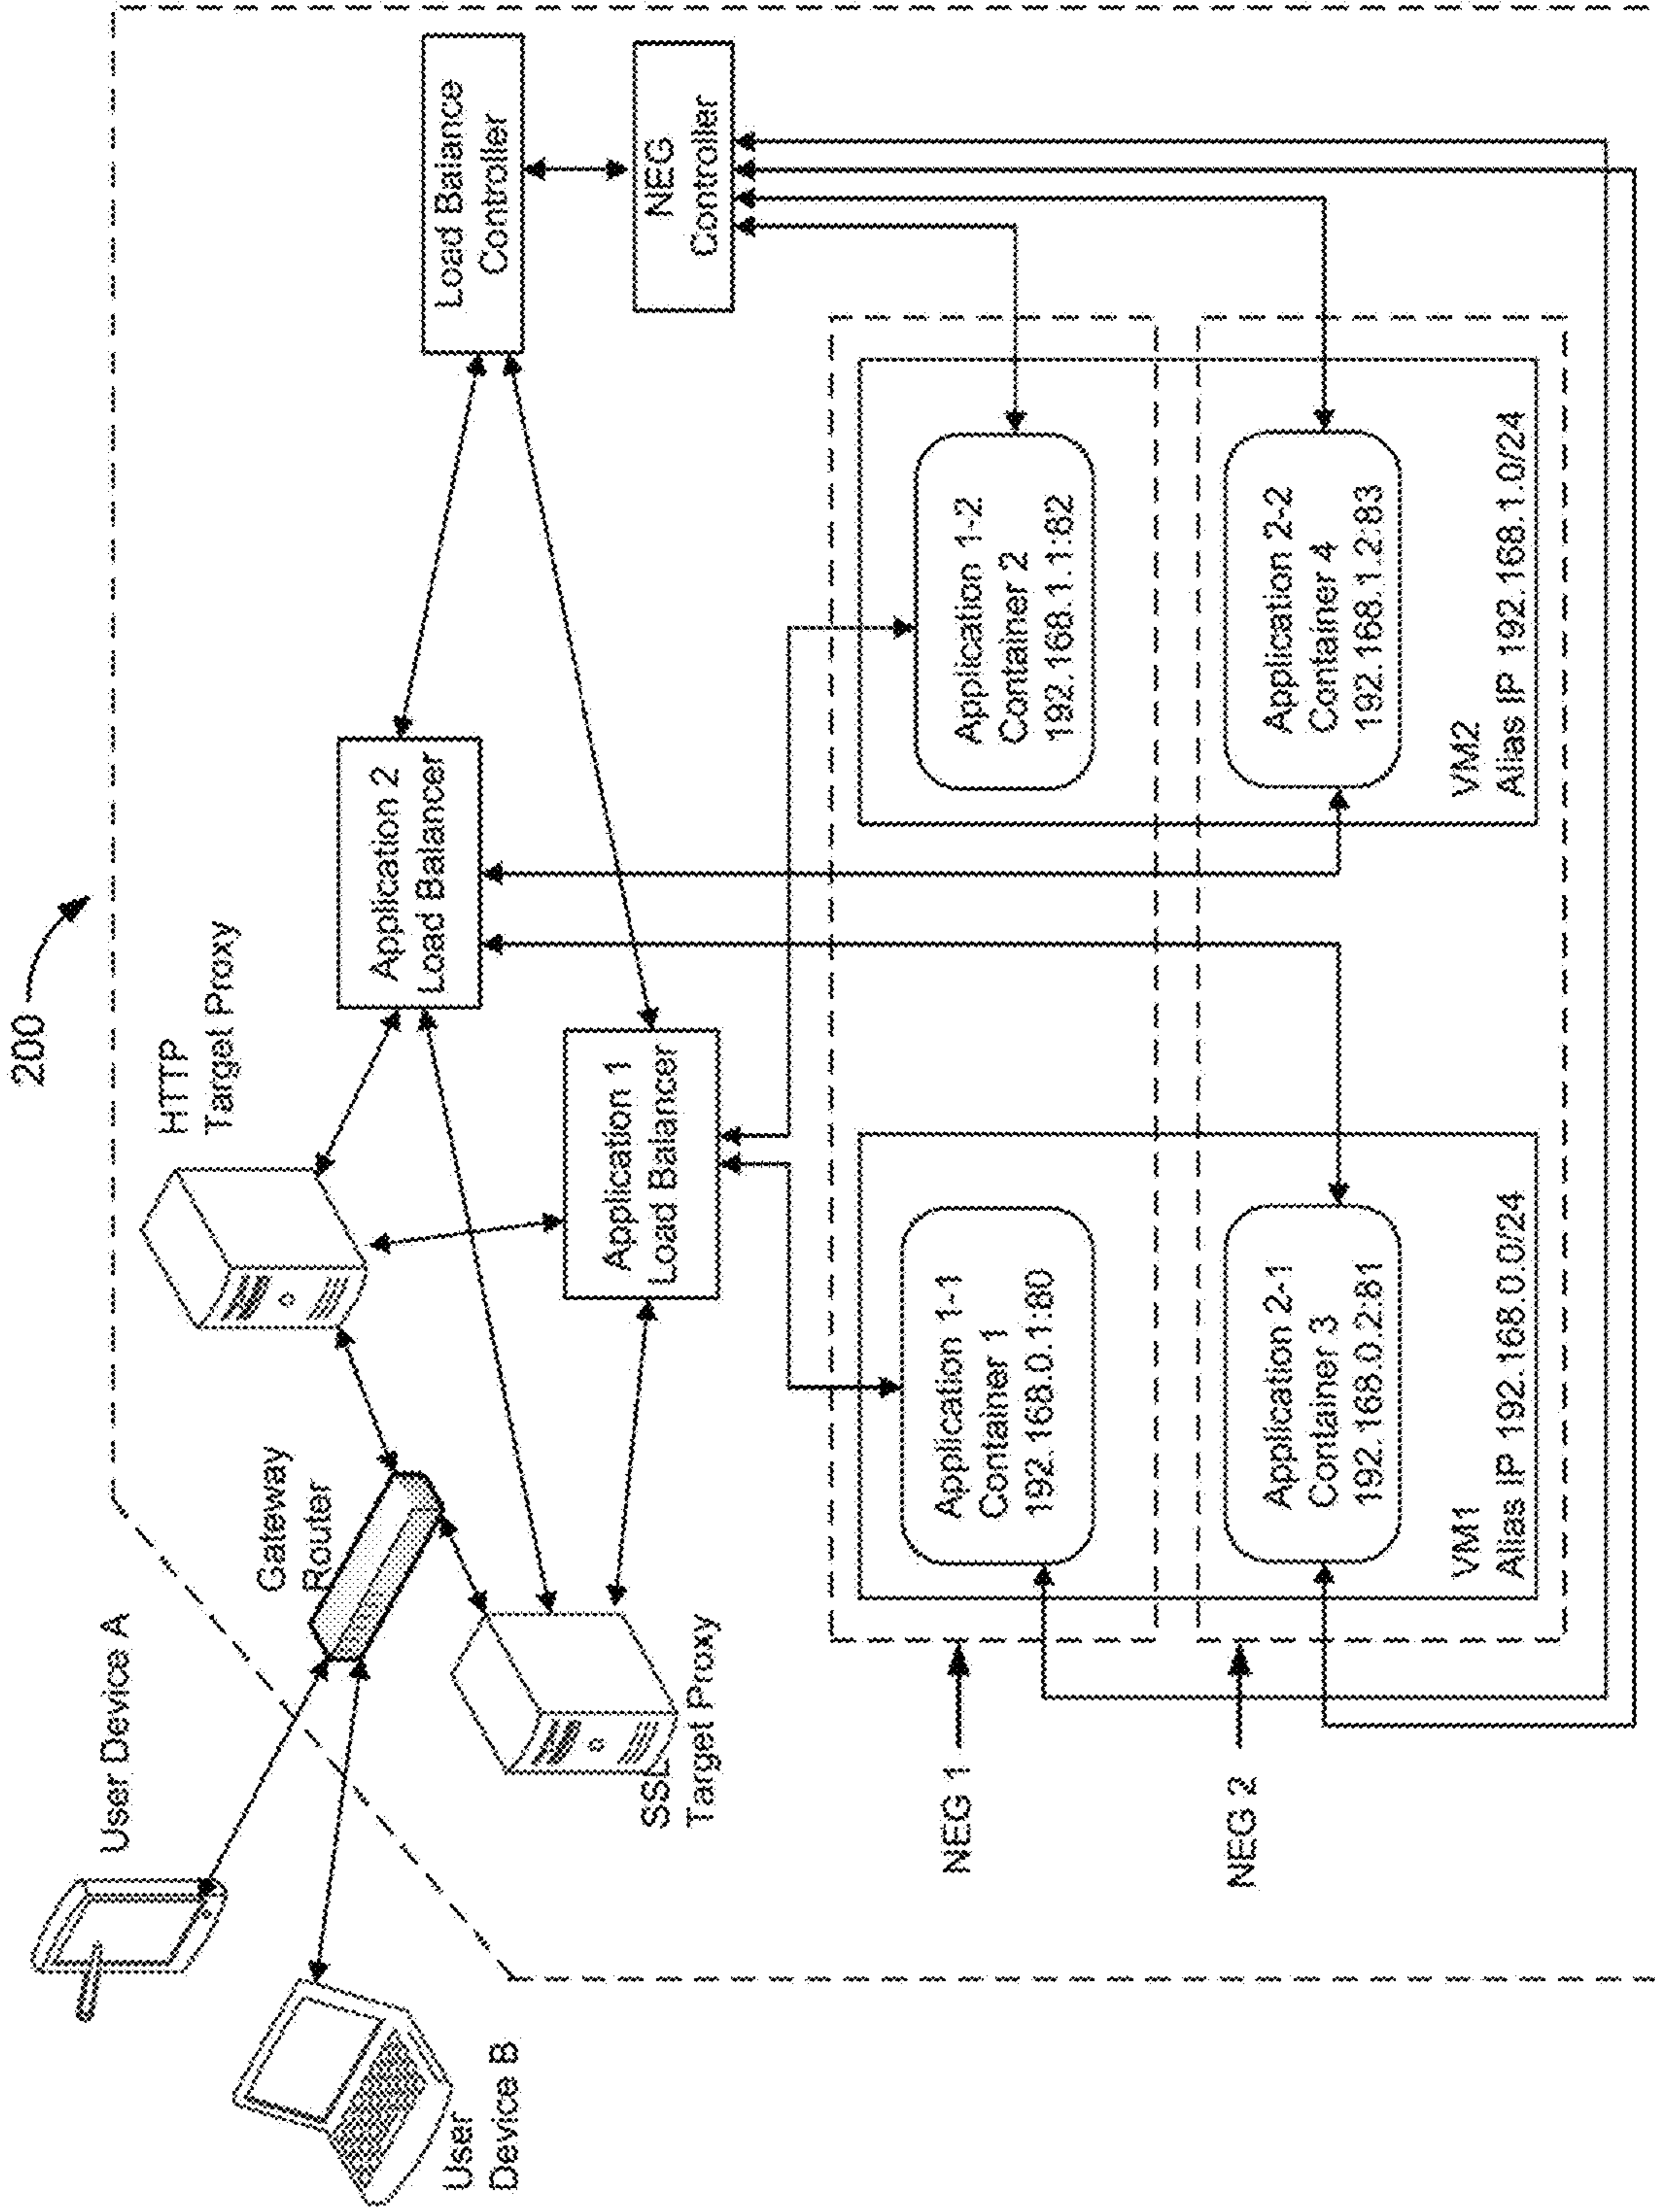 200
User Device A
User
Device B
Gateway
Router
HTTP
Target Proxy
SSL
Target Proxy
Application 2
Load Balancer
Application 1
Load Balancer
Load Balance
Controller
NEG
Controller
NEG 1
NEG 2
Application 1-1
Container 1
192.168.0.1:80
Application 1-2
Container 2
192.168.1.1:82
Application 2-1
Container 3
192.168.0.2:81
Application 2-2
Container 4
192.168.1.2:83
VM1
Alias IP 192.168.0.0/24
VM2
Alias IP 192.168.1.0/24